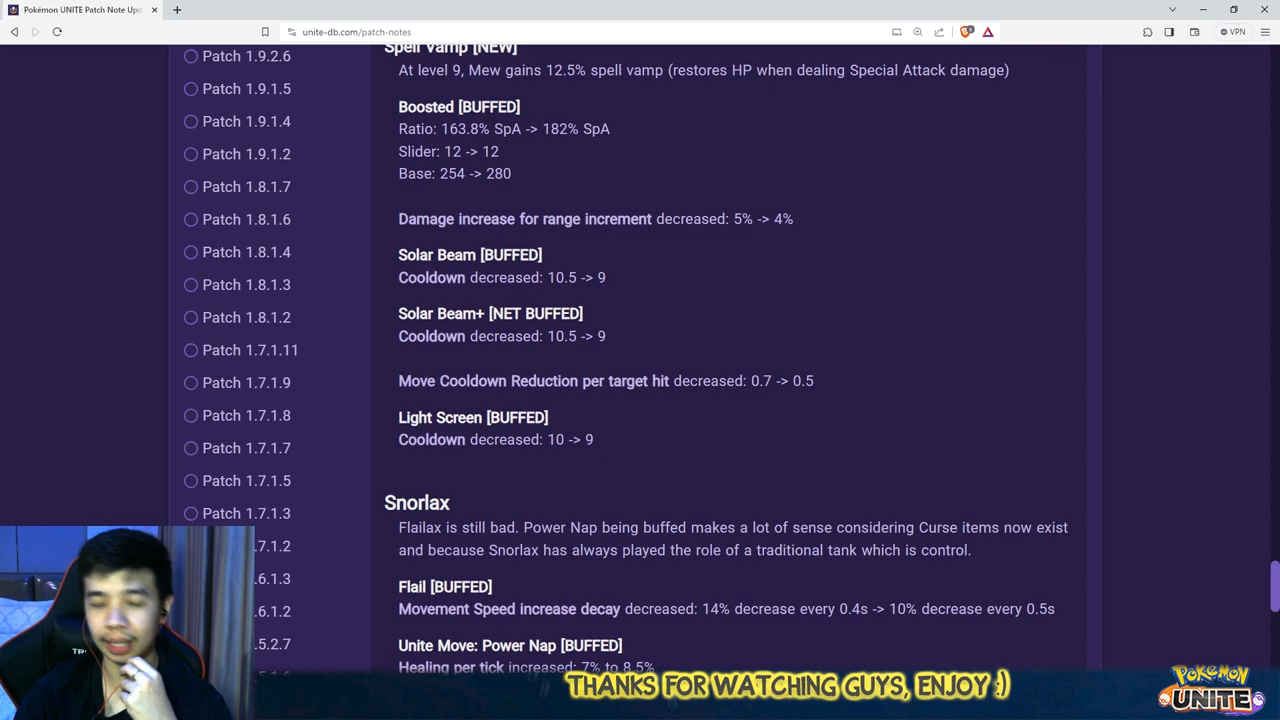 Pokémon UNITE Patch Note Upd
unite-db.com/patch-notes
VPN
Patch 1.9.2.6
Patch 1.9.1.5
Patch 1.9.1.4
Patch 1.9.1.2
Patch 1.8.1.7
Patch 1.8.1.6
Patch 1.8.1.4
Patch 1.8.1.3
Patch 1.8.1.2
Patch 1.7.1.11
Patch 1.7.1.9
Patch 1.7.1.8
Patch 1.7.1.7
Patch 1.7.1.5
Patch 1.7.1.3
.7.1.2
.6.1.3
.6.1.2
.5.2.7
Spell Vamp [NEW]
At level 9, Mew gains 12.5% spell vamp (restores HP when dealing Special Attack damage)
Boosted [BUFFED]
Ratio: 163.8% SpA -> 182% SpA
Slider: 12 -> 12
Base: 254 -> 280
Damage increase for range increment decreased: 5% -> 4%
Solar Beam [BUFFED]
Cooldown decreased: 10.5 -> 9
Solar Beam+ [NET BUFFED]
Cooldown decreased: 10.5 -> 9
Move Cooldown Reduction per target hit decreased: 0.7 -> 0.5
Light Screen [BUFFED]
Cooldown decreased: 10 -> 9
Snorlax
Flailax is still bad. Power Nap being buffed makes a lot of sense considering Curse items now exist
and because Snorlax has always played the role of a traditional tank which is control.
Flail [BUFFED]
Movement Speed increase decay decreased: 14% decrease every 0.4s -> 10% decrease every 0.5s
Unite Move: Power Nap [BUFFED]
Healing per tick increased: 7% to 8.5%
THANKS FOR WATCHING GUYS, ENJOY :)
POKÉMON
UNITE